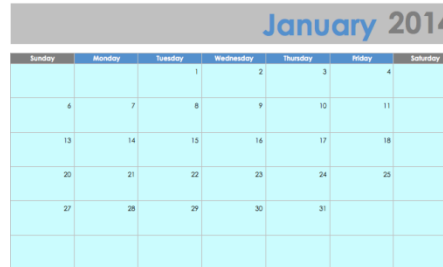 January 2014
Sunday Monday Tuesday Wednesday Thursday Friday Saturday
1 2 3 4
6 7 8 9 10 11
13 14 15 16 17 18
20 21 22 23 24 25
27 28 29 30 31